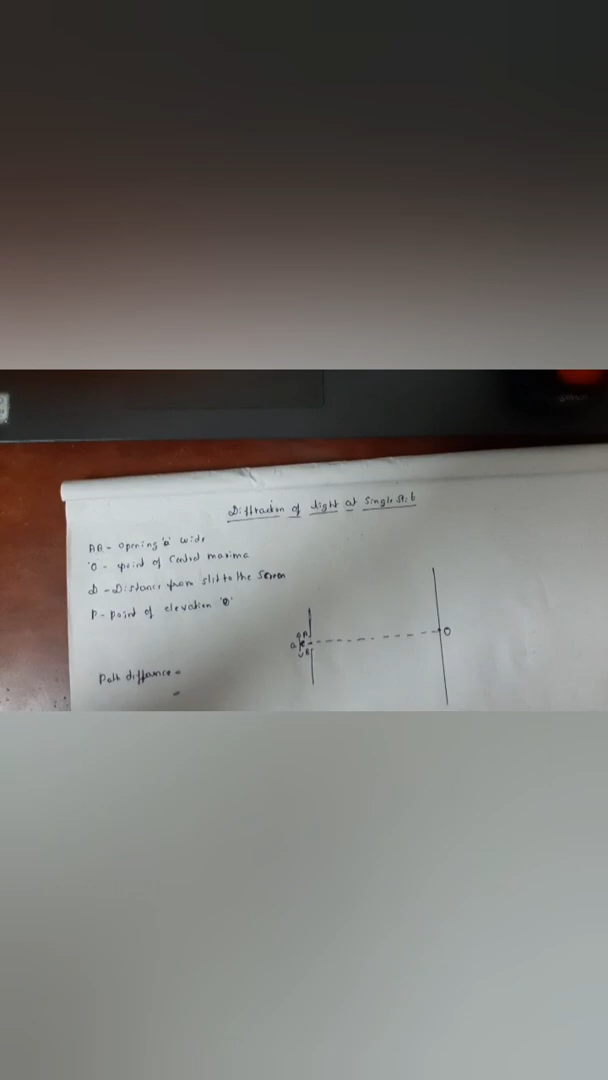 Diffraction of light at single slit
AB - opening 'a' wide
'O' - point of central maxima
D - Distance from slit to the screen
P - point of elevation 'θ'
A
a
B
O
Path diffarance =
=